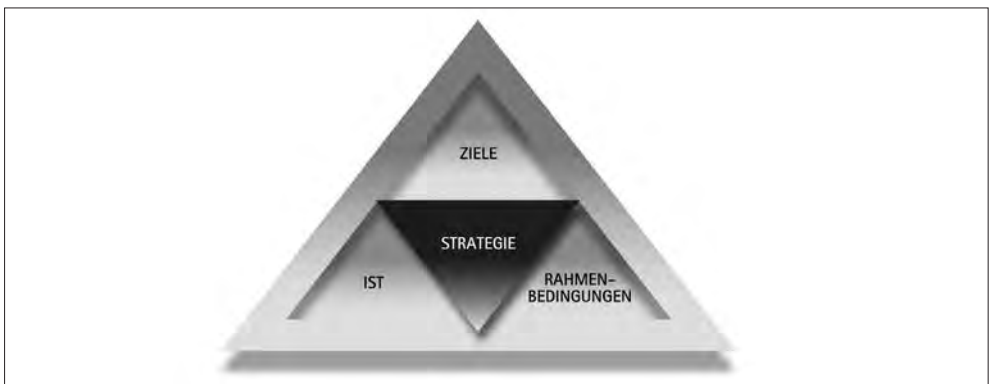 ZIELE
STRATEGIE
IST
RAHMEN-
BEDINGUNGEN